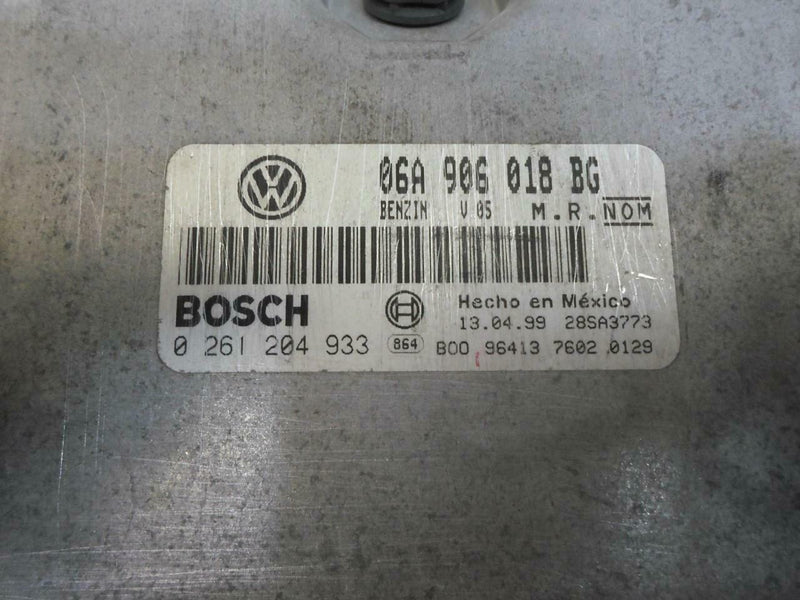 06A 906 018 BG
BENZIN V 05 M.R. NOM
BOSCH
Hecho en México
13.04.99 28SA3773
0 261 204 933 864 B00 96413 7602 0129